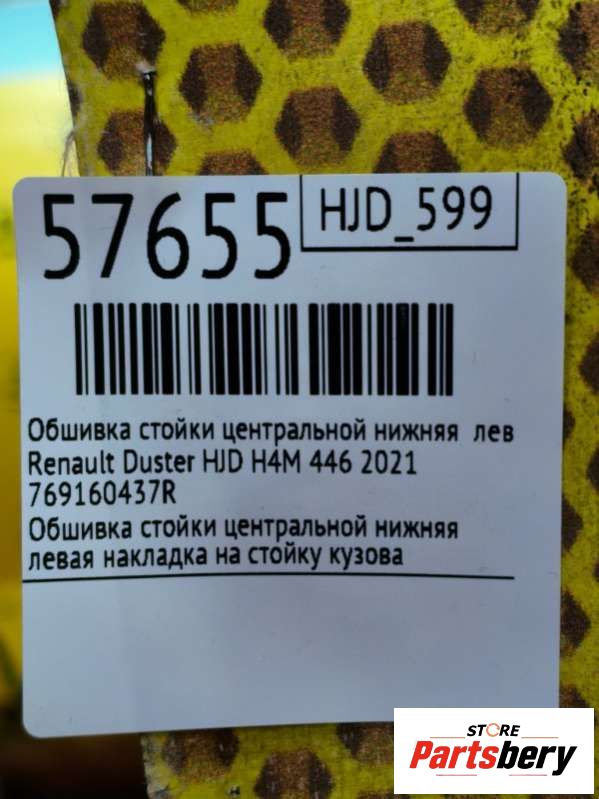 57655
HJD_599
Обшивка стойки центральной нижняя лев
Renault Duster HJD H4M 446 2021
769160437R
Обшивка стойки центральной нижняя
левая накладка на стойку кузова
STORE
Partsbery